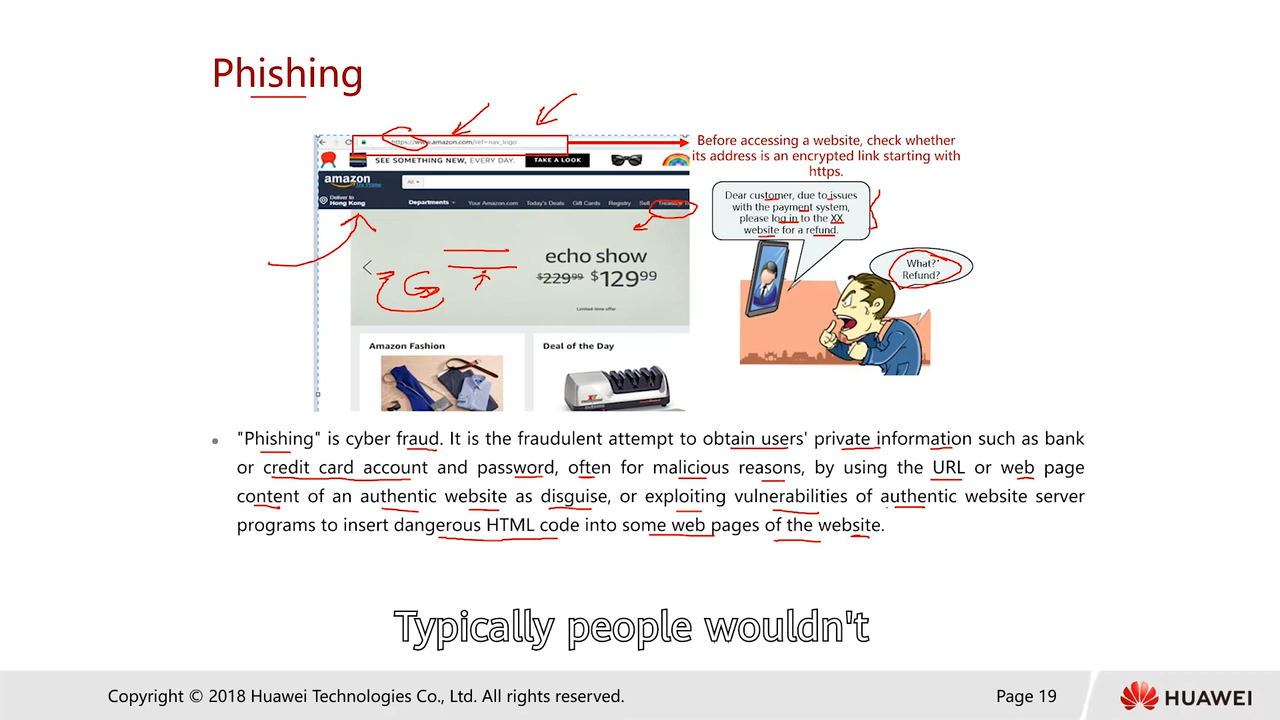 Phishing
https://www.amazon.com/ref=nav_logo
SEE SOMETHING NEW, EVERY DAY. TAKE A LOOK
Before accessing a website, check whether
its address is an encrypted link starting with
https.
amazon
Try Prime
All
Deliver to
Hong Kong
Departments Your Amazon.com Today's Deals Gift Cards Registry Sell
Dear customer, due to issues
with the payment system,
please log in to the XX
website for a refund.
What?
Refund?
echo show
$229.99 $129.99
Limited-time offer
Amazon Fashion
Deal of the Day
"Phishing" is cyber fraud. It is the fraudulent attempt to obtain users' private information such as bank
or credit card account and password, often for malicious reasons, by using the URL or web page
content of an authentic website as disguise, or exploiting vulnerabilities of authentic website server
programs to insert dangerous HTML code into some web pages of the website.
Typically people wouldn't
Copyright © 2018 Huawei Technologies Co., Ltd. All rights reserved.
Page 19
HUAWEI